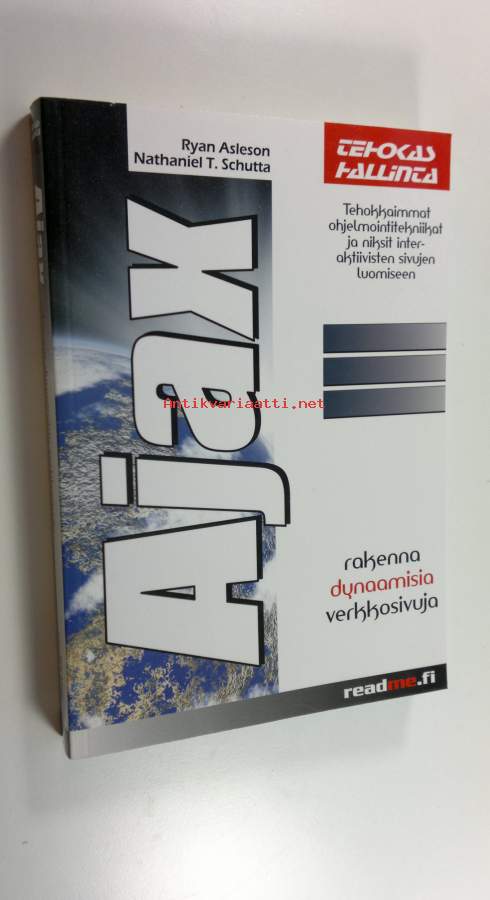 Ryan Asleson
Nathaniel T. Schutta
TEHOKAS
HALLINTA
Tehokkaimmat
ohjelmointitekniikat
ja niksit inter-
aktiivisten sivujen
luomiseen
Ajax
Antikvariaatti.net
rakenna
dynaamisia
verkkosivuja
readme.fi
Ajax